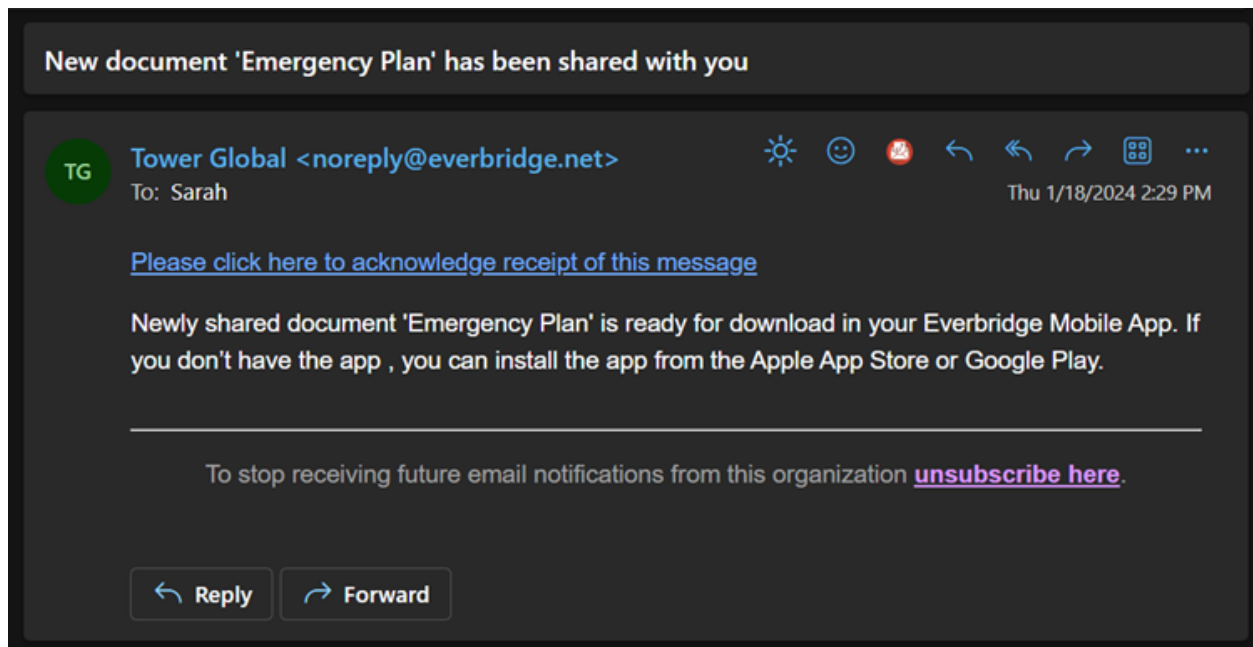 New document 'Emergency Plan' has been shared with you
TG
Tower Global <noreply@everbridge.net>
To: Sarah
Thu 1/18/2024 2:29 PM
Please click here to acknowledge receipt of this message
Newly shared document 'Emergency Plan' is ready for download in your Everbridge Mobile App. If
you don't have the app , you can install the app from the Apple App Store or Google Play.
To stop receiving future email notifications from this organization unsubscribe here.
Reply
Forward